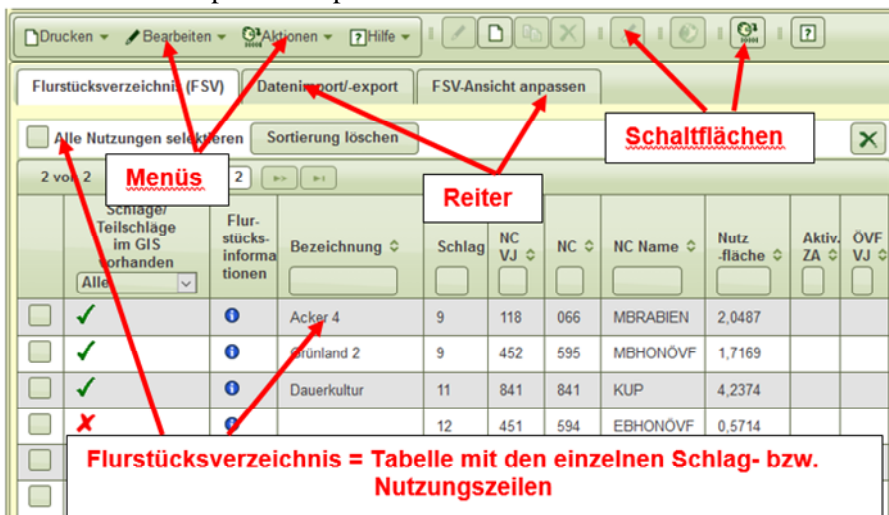 Drucken Bearbeiten Aktionen ?Hilfe ?
Flurstücksverzeichnis (FSV) Datenimport/-export FSV-Ansicht anpassen
Alle Nutzungen selektieren Sortierung löschen
Schaltflächen
2 von 2 Menüs 2
Reiter
Schläge/
Teilschläge
im GIS
vorhanden
Alle
Flur-
stücks-
informa
tionen
Bezeichnung
Schlag
NC
VJ
NC
NC Name
Nutz
-fläche
Aktiv.
ZA
ÖVF
VJ
Acker 4 9 118 066 MBRABIEN 2,0487
Grünland 2 9 452 595 MBHONÖVF 1,7169
Dauerkultur 11 841 841 KUP 4,2374
12 451 594 EBHONÖVF 0,5714
Flurstücksverzeichnis = Tabelle mit den einzelnen Schlag- bzw.
Nutzungszeilen